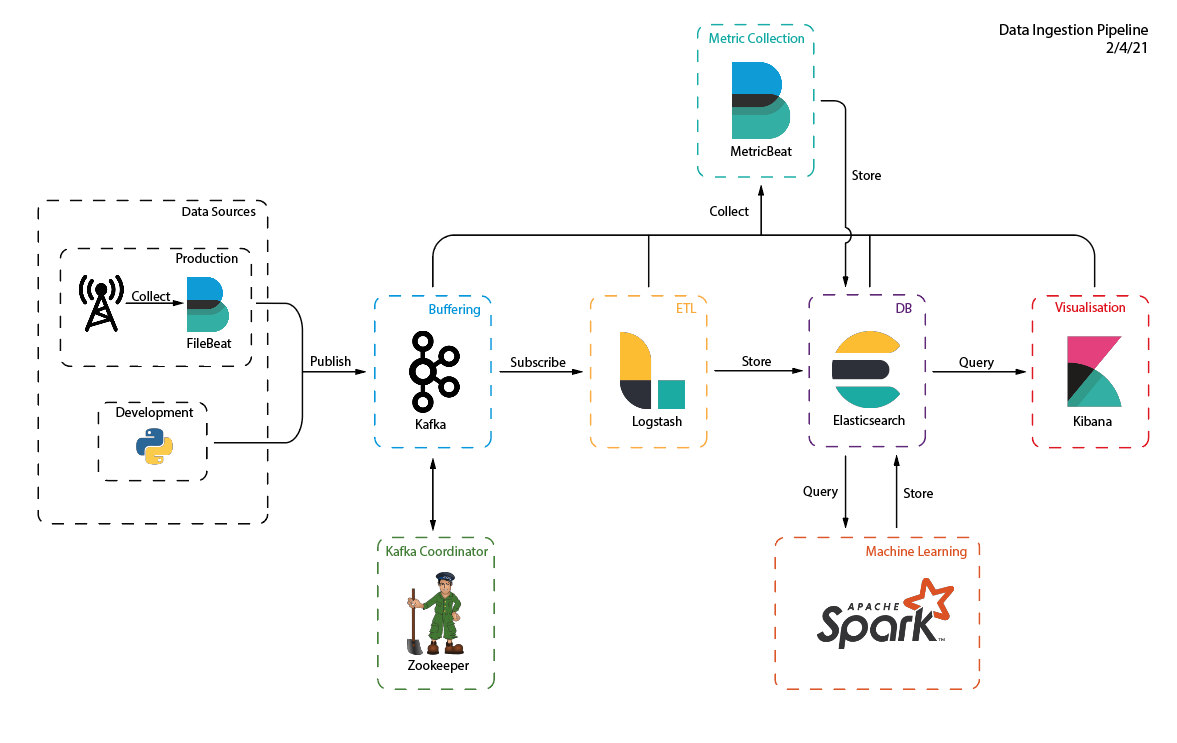 Data Ingestion Pipeline
2/4/21
Metric Collection
MetricBeat
Store
Collect
Data Sources
Production
Collect
FileBeat
Development
Publish
Buffering
Kafka
Subscribe
ETL
Logstash
Store
DB
Elasticsearch
Query
Visualisation
Kibana
Query
Store
Kafka Coordinator
Zookeeper
Machine Learning
APACHE
Spark
TM